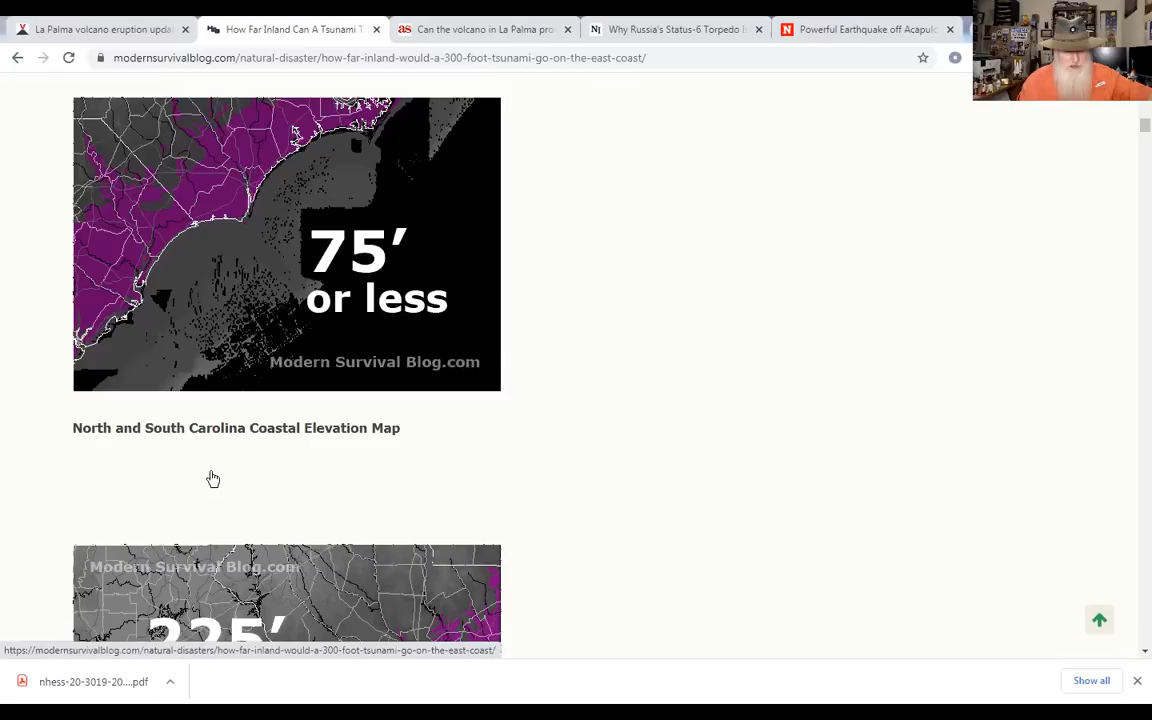 La Palma volcano eruption upda
How Far Inland Can A Tsunami T
Can the volcano in La Palma pro
Why Russia's Status-6 Torpedo I
Powerful Earthquake off Acapulc
modernsurvivalblog.com/natural-disaster/how-far-inland-would-a-300-foot-tsunami-go-on-the-east-coast/
75’
or less
Modern Survival Blog.com
North and South Carolina Coastal Elevation Map
Modern Survival Blog.com
225’
https://modernsurvivalblog.com/natural-disasters/how-far-inland-would-a-300-foot-tsunami-go-on-the-east-coast/
nhess-20-3019-20....pdf
Show all